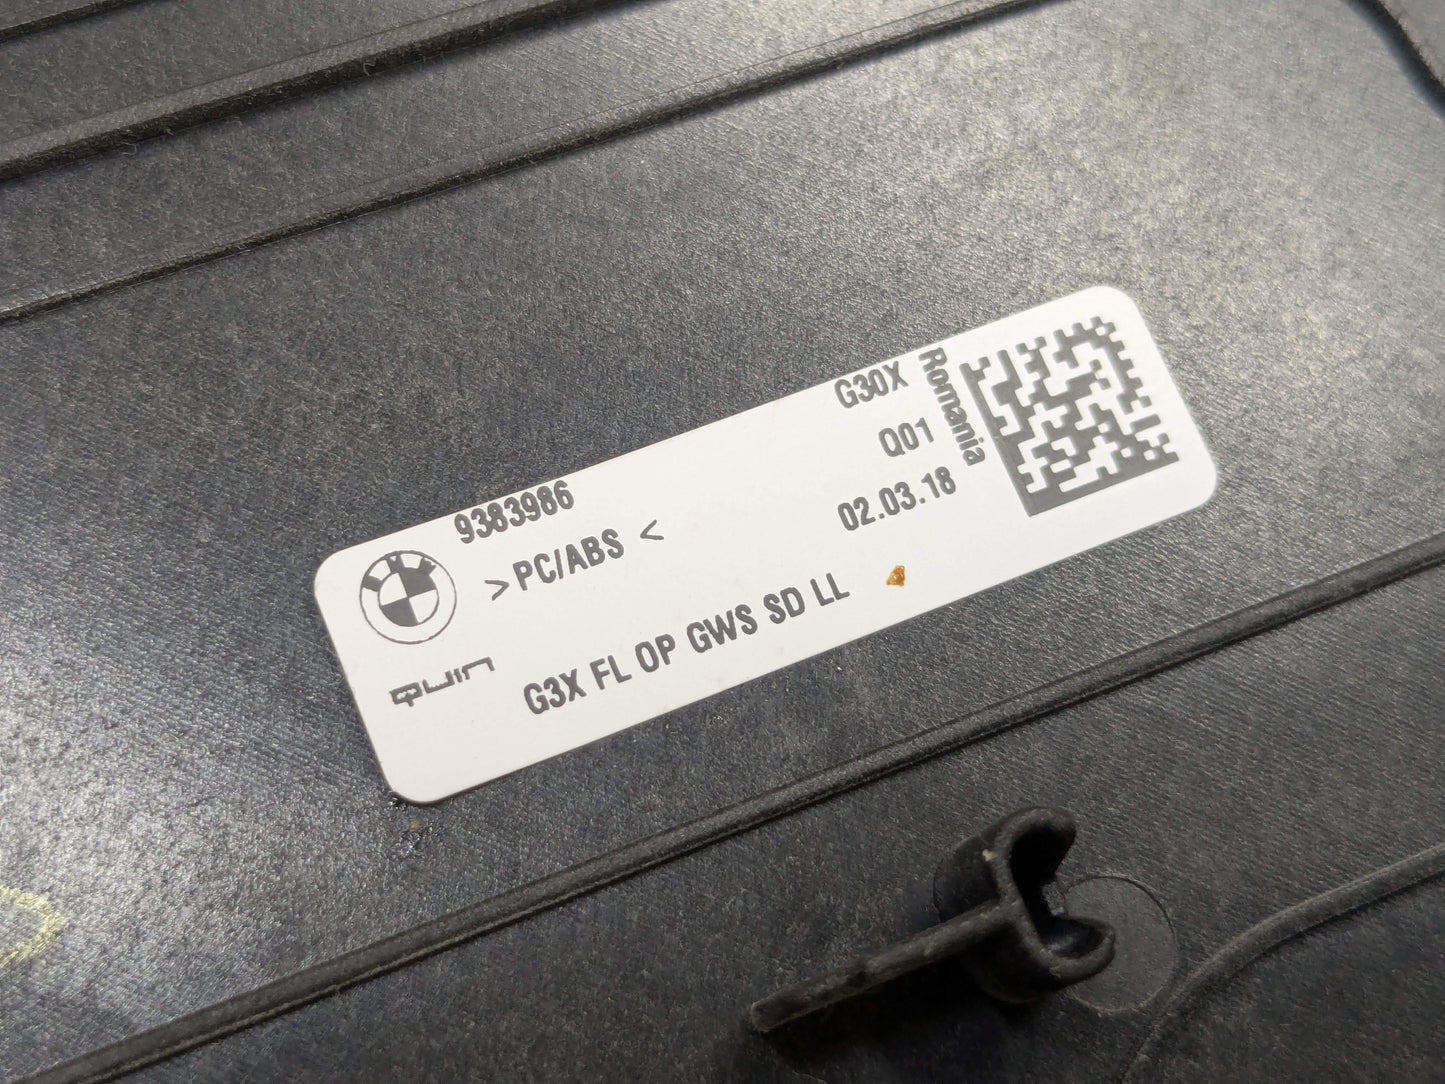 9383986
>PC/ABS <
G3X FL OP GWS SD LL
quin
G30X
Q01
02.03.18
Romania